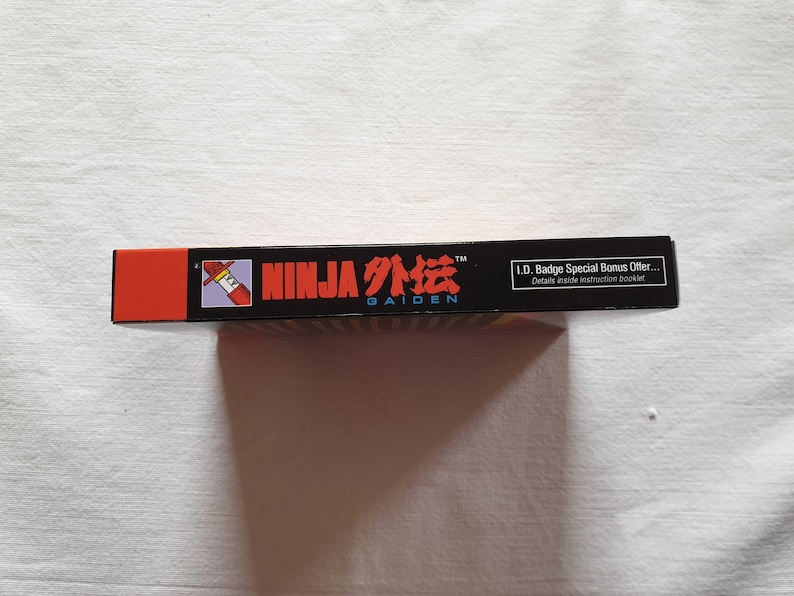 NINJA 外伝™
GAIDEN
I.D. Badge Special Bonus Offer...
Details inside instruction booklet.